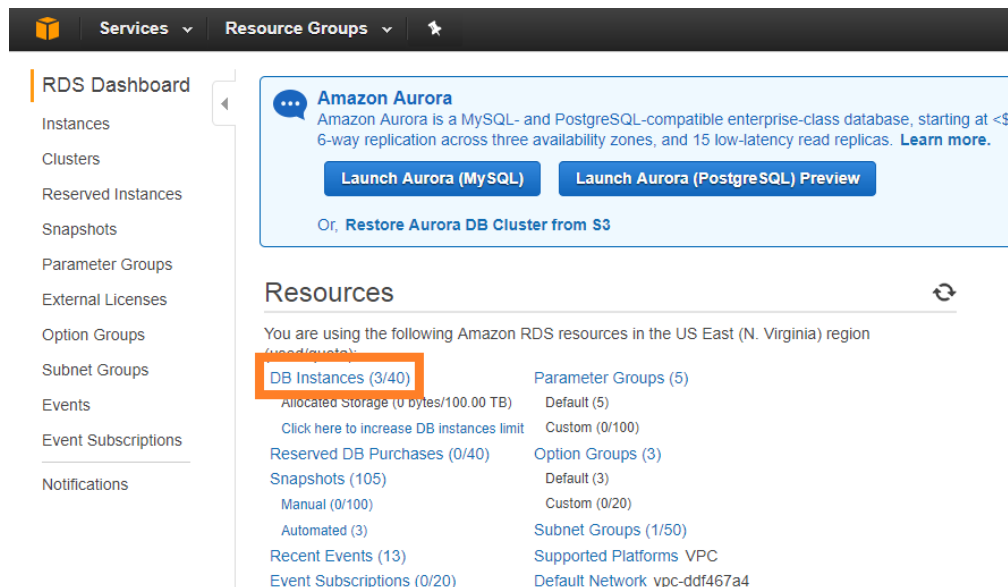 Services
Resource Groups
RDS Dashboard
Instances
Clusters
Reserved Instances
Snapshots
Parameter Groups
External Licenses
Option Groups
Subnet Groups
Events
Event Subscriptions
Notifications
Amazon Aurora
Amazon Aurora is a MySQL- and PostgreSQL-compatible enterprise-class database, starting at <$
6-way replication across three availability zones, and 15 low-latency read replicas. Learn more.
Launch Aurora (MySQL)
Launch Aurora (PostgreSQL) Preview
Or, Restore Aurora DB Cluster from S3
Resources
You are using the following Amazon RDS resources in the US East (N. Virginia) region
(used/quota):
DB Instances (3/40)
Allocated Storage (0 bytes/100.00 TB)
Click here to increase DB instances limit
Reserved DB Purchases (0/40)
Snapshots (105)
Manual (0/100)
Automated (3)
Recent Events (13)
Event Subscriptions (0/20)
Parameter Groups (5)
Default (5)
Custom (0/100)
Option Groups (3)
Default (3)
Custom (0/20)
Subnet Groups (1/50)
Supported Platforms VPC
Default Network vpc-ddf467a4